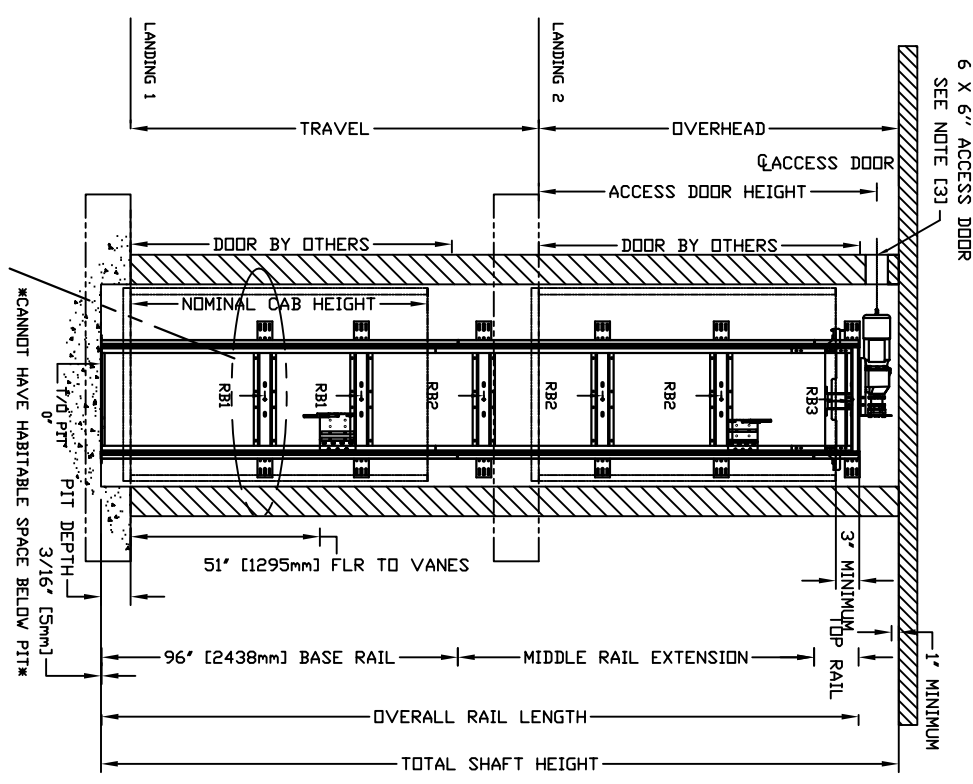 6 X 6" ACCESS DOOR
SEE NOTE [3]
LANDING 1
LANDING 2
TRAVEL
OVERHEAD
℄ACCESS DOOR
ACCESS DOOR HEIGHT
DOOR BY OTHERS
DOOR BY OTHERS
NOMINAL CAB HEIGHT
RB1
RB1
RB2
RB2
RB2
RB3
T/O PIT
0"
PIT DEPTH
3/16" [5mm]
*CANNOT HAVE HABITABLE SPACE BELOW PIT*
51" [1295mm] FLR TO VANES
3" MINIMUM
TOP RAIL
1" MINIMUM
96" [2438mm] BASE RAIL
MIDDLE RAIL EXTENSION
OVERALL RAIL LENGTH
TOTAL SHAFT HEIGHT